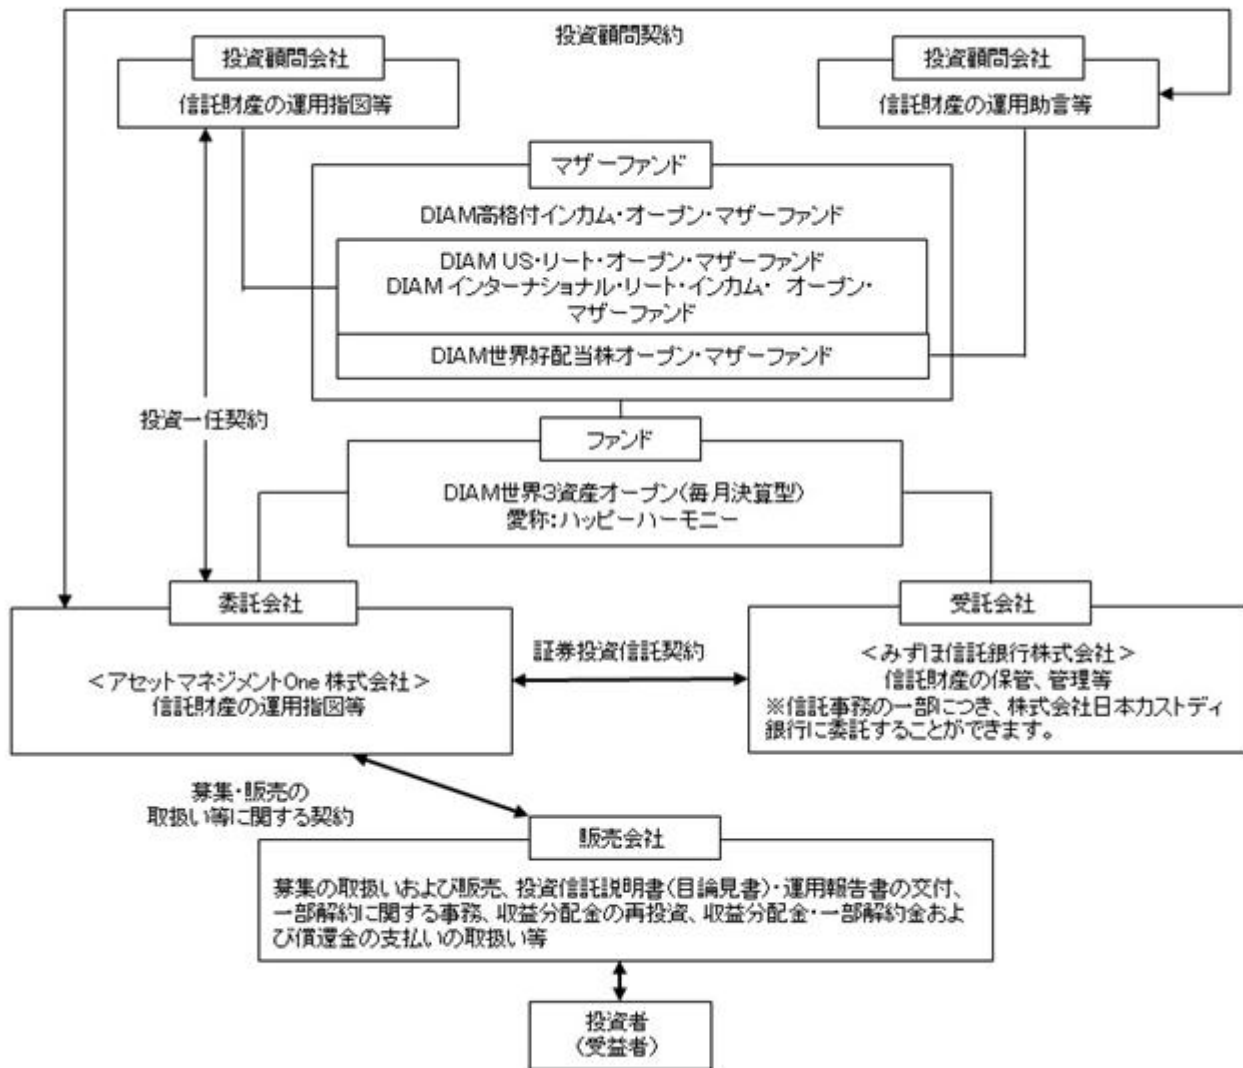 投資顧問契約
投資顧問会社
信託財産の運用指図等
投資顧問会社
信託財産の運用助言等
マザーファンド
DIAM高格付インカム・オープン・マザーファンド
DIAM US・リート・オープン・マザーファンド
DIAM インターナショナル・リート・インカム・ オープン・
マザーファンド
DIAM世界好配当株オープン・マザーファンド
投資一任契約
ファンド
DIAM世界3資産オープン(毎月決算型)
愛称:ハッピーハーモニー
委託会社
<アセットマネジメントOne 株式会社>
信託財産の運用指図等
証券投資信託契約
受託会社
<みずほ信託銀行株式会社>
信託財産の保管、管理等
※信託事務の一部につき、株式会社日本カストディ
銀行に委託することができます。
募集・販売の
取扱い等に関する契約
販売会社
募集の取扱いおよび販売、投資信託説明書(目論見書)・運用報告書の交付、
一部解約に関する事務、収益分配金の再投資、収益分配金・一部解約金およ
び償還金の支払いの取扱い等
投資者
(受益者)